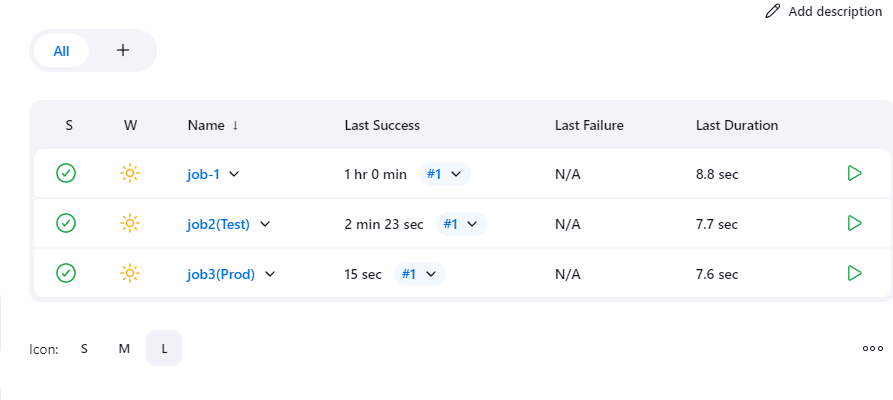 Add description
All +
S W Name ↓ Last Success Last Failure Last Duration
job-1 1 hr 0 min #1 N/A 8.8 sec
job2(Test) 2 min 23 sec #1 N/A 7.7 sec
job3(Prod) 15 sec #1 N/A 7.6 sec
Icon: S M L